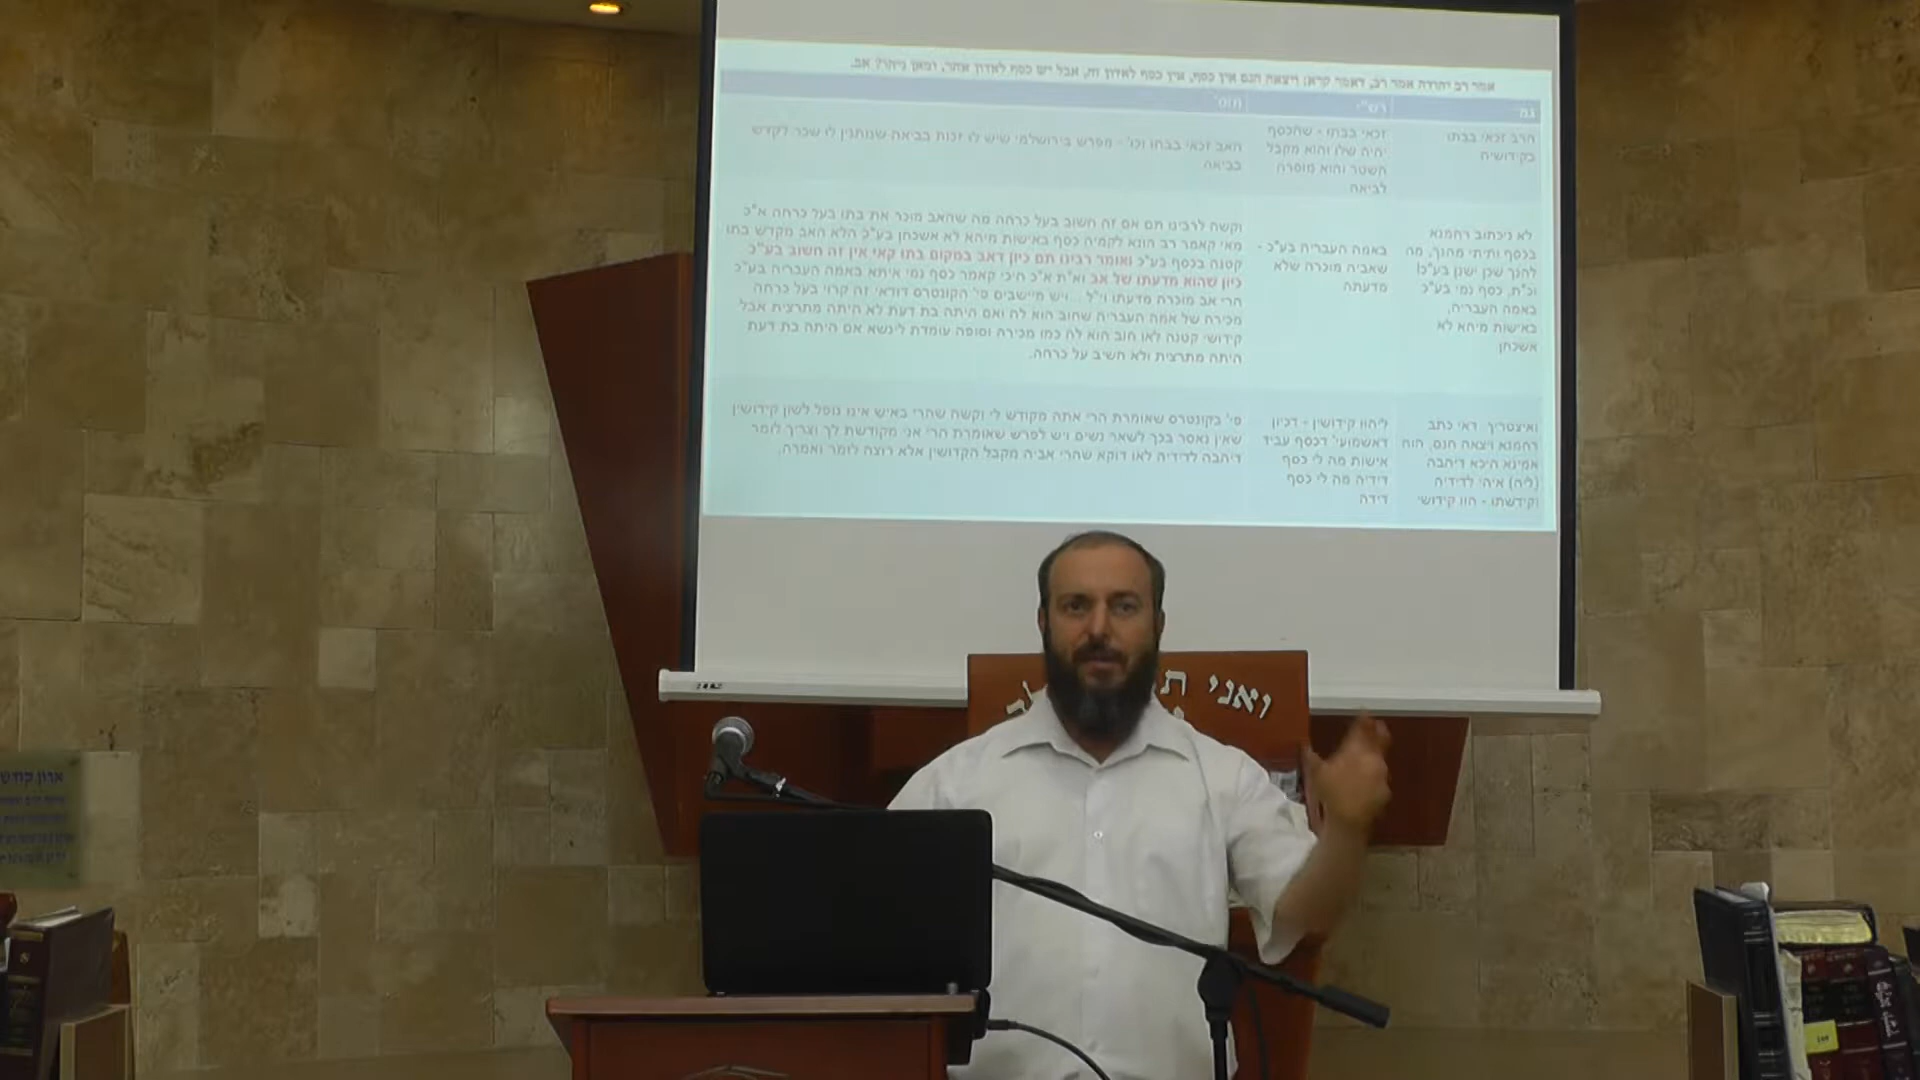 אמר רב יהודה אמר רב, דאמר קרא: ויצאה חנם אין כסף, אין כסף לאדון זה, אבל יש כסף לאדון אחר, ומאן ניהו? אב.
גמ'
רש"י
תוס'
הרב זכאי בבתו
בקידושיה
זכאי בבתו - שהכסף
יהיה שלו והוא מקבל
השטר והוא מוסרה
לביאה
האב זכאי בבתו וכו' - מפרש בירושלמי שיש לו זכות בביאה שנותנין לו שכר לקדש
בביאה
לא ניכתוב רחמנא
בכסף ותיתי מהנך, מה
להנך שכן ישנן בע"כ!
וכ"ת, כסף נמי בע"כ
באמה העבריה,
באישות מיהא לא
אשכחן
באמה העבריה בע"כ -
שאביה מוכרה שלא
מדעתה
וקשה לרבינו תם אם זה חשוב בעל כרחה מה שהאב מוכר את בתו בעל כרחה א"כ
מאי קאמר רב הונא לקמיה כסף באישות מיהא לא אשכחן בע"כ הלא האב מקדש בתו
קטנה בכסף בע"כ ואומר רבינו תם כיון דאב במקום בתו קאי אין זה חשוב בע"כ
כיון שהוא מדעתו של אב וא"ת א"כ היכי קאמר כסף נמי איתא באמה העבריה בע"כ
הרי אב מוכרה מדעתו וי"ל ...ויש מיישבים פי' הקונטרס דודאי זה קרוי בעל כרחה
מכירה של אמה העבריה שחוב הוא לה ואם היתה בת דעת לא היתה מתרצית אבל
קידושי קטנה לאו חוב הוא לה כמו מכירה וסופה עומדת לינשא אם היתה בת דעת
היתה מתרצית ולא חשיב על כרחה.
ואיצטריך דאי כתב
רחמנא ויצאה חנם, הוה
אמינא היכא דיהבה
(ליה) איהי לדידיה
וקידשתו - הוו קידושי
ליהוו קידושין - דכיון
דאשמועי' דכסף עביד
אישות מה לי כסף
דידיה מה לי כסף
דידה
פי' בקונטרס שאומרת הרי אתה מקודש לי וקשה שהרי באיש אינו נופל לשון קידושין
שאין נאסר בכך לשאר נשים ויש לפרש שאומרת הרי אני מקודשת לך וצריך לומר
דיהבה לדידיה לאו דוקא שהרי אביה מקבל הקדושין אלא רוצה לומר ואמרה.
ואני ת
ארון קודש